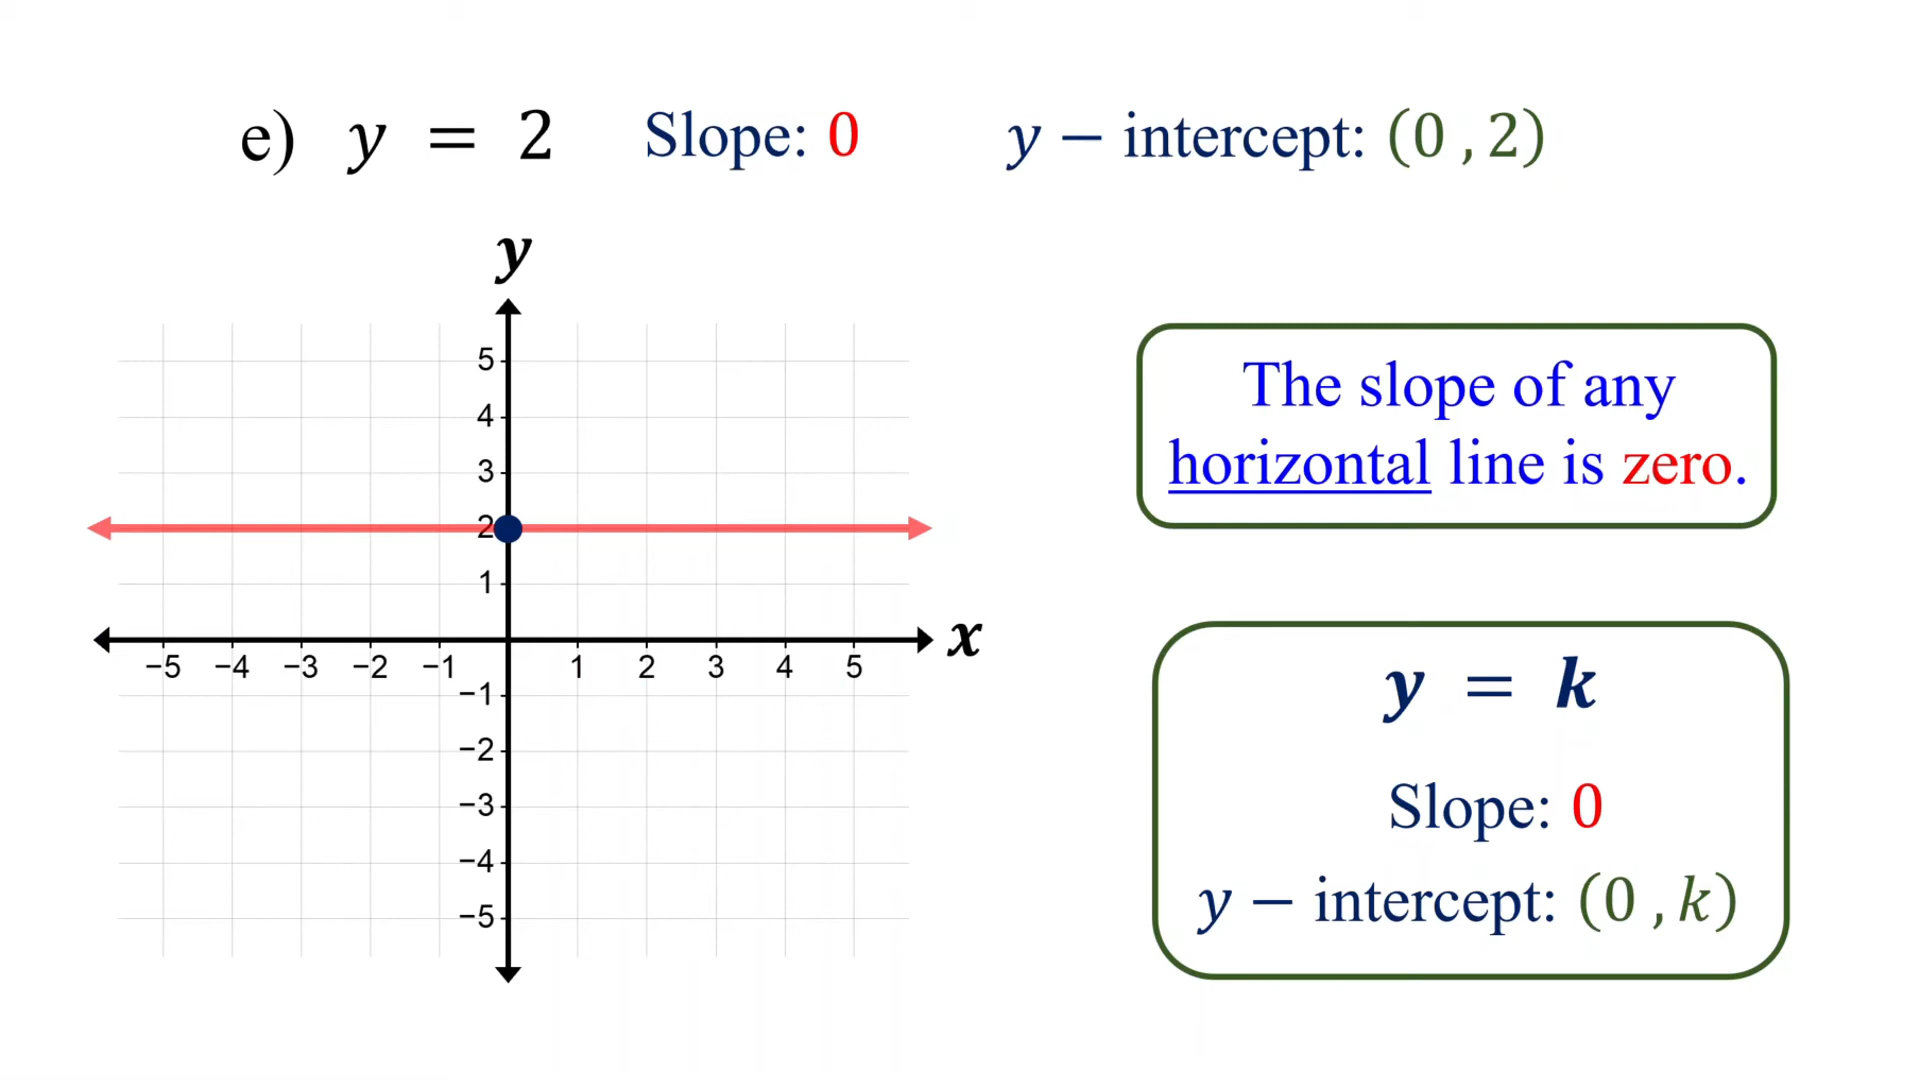 e) y = 2 Slope: 0 y − intercept: (0 , 2)
y
5
4
3
2
1
x
−5 −4 −3 −2 −1 1 2 3 4 5
−1
−2
−3
−4
−5
The slope of any
horizontal line is zero.
y = k
Slope: 0
y − intercept: (0 , k)